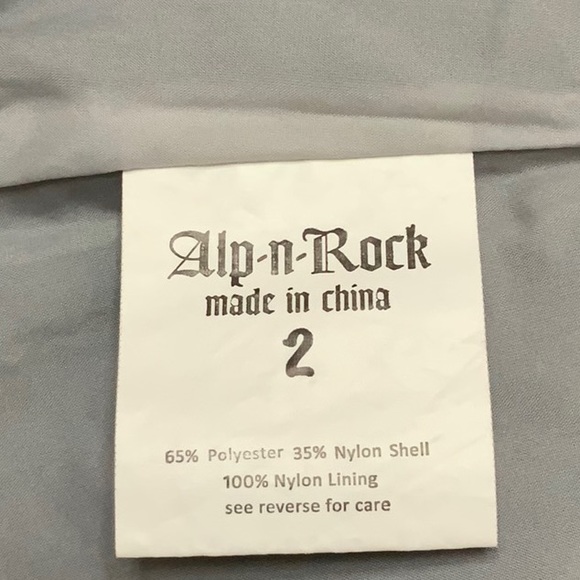 Alp-n-Rock
made in china
2
65% Polyester 35% Nylon Shell
100% Nylon Lining
see reverse for care